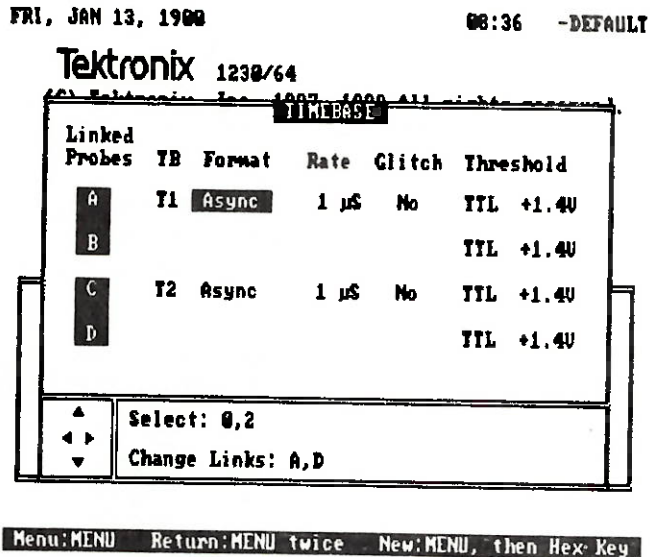 FRI, JAN 13, 1900
08:36 -DEFAULT
Tektronix 1230/64
TIMEBASE
Linked
Probes TB Format Rate Glitch Threshold
A T1 Async 1 µS No TTL +1.4V
B TTL +1.4V
C T2 Async 1 µS No TTL +1.4V
D TTL +1.4V
Select: 0,2
Change Links: A,D
Menu:MENU Return:MENU twice New:MENU, then Hex Key